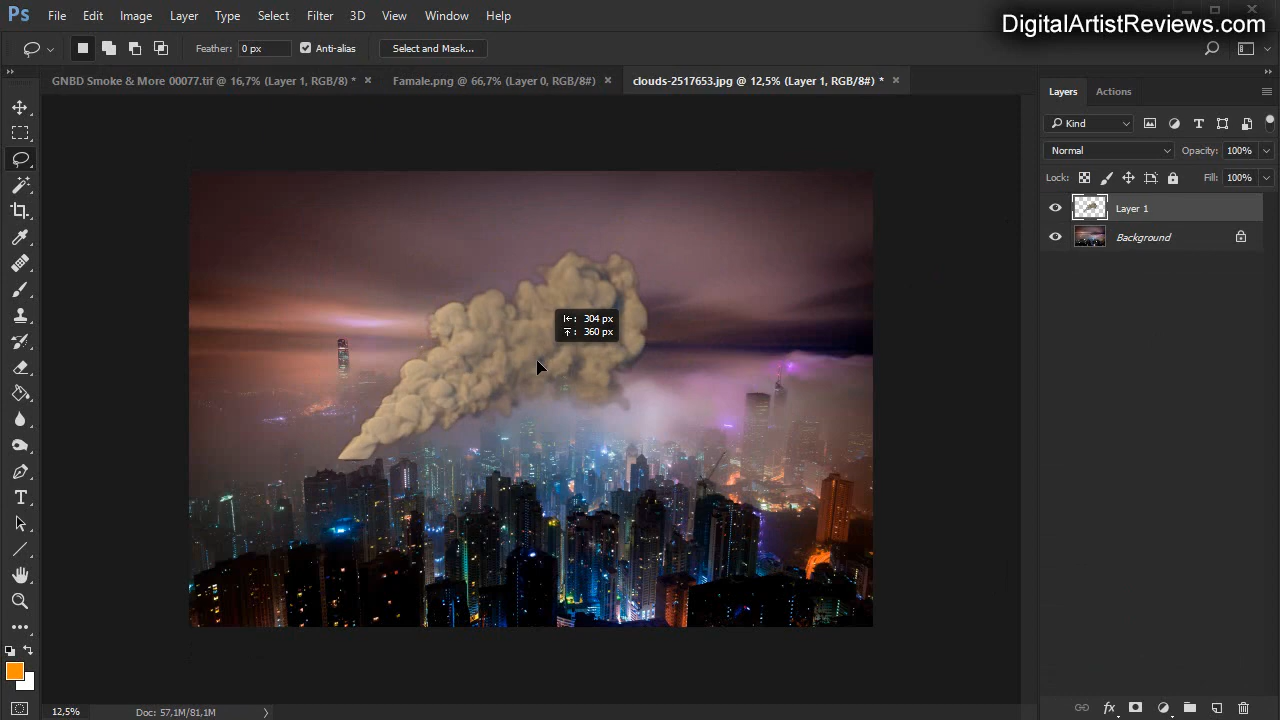 Ps File Edit Image Layer Type Select Filter 3D View Window Help
DigitalArtistReviews.com
Feather: 0 px Anti-alias Select and Mask...
GNBD Smoke & More 00077.tif @ 16,7% (Layer 1, RGB/8) * × Famale.png @ 66,7% (Layer 0, RGB/8#) × clouds-2517653.jpg @ 12,5% (Layer 1, RGB/8#) * ×
Layers Actions
Kind
Normal Opacity: 100%
Lock: Fill: 100%
Layer 1
Background
304 px
360 px
12,5% Doc: 57,1M/81,1M